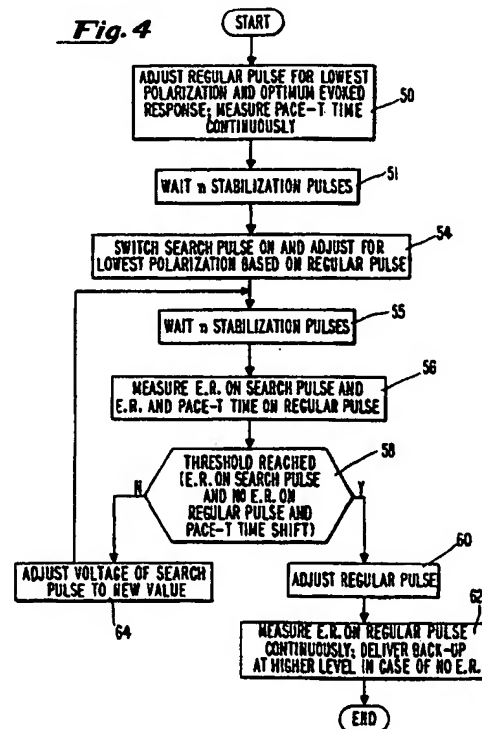 Fig. 4
START
ADJUST REGULAR PULSE FOR LOWEST
POLARIZATION AND OPTIMUM EVOKED
RESPONSE; MEASURE PACE-T TIME
CONTINUOUSLY
50
WAIT n STABILIZATION PULSES
51
SWITCH SEARCH PULSE ON AND ADJUST FOR
LOWEST POLARIZATION BASED ON REGULAR PULSE
54
WAIT n STABILIZATION PULSES
55
MEASURE E.R. ON SEARCH PULSE AND
E.R. AND PACE-T TIME ON REGULAR PULSE
56
THRESHOLD REACHED
(E.R. ON SEARCH PULSE
AND NO E.R. ON
REGULAR PULSE AND
PACE-T TIME SHIFT)
58
N
Y
ADJUST VOLTAGE OF SEARCH
PULSE TO NEW VALUE
64
ADJUST REGULAR PULSE
60
MEASURE E.R. ON REGULAR PULSE
CONTINUOUSLY; DELIVER BACK-UP
AT HIGHER LEVEL IN CASE OF NO E.R.
62
END